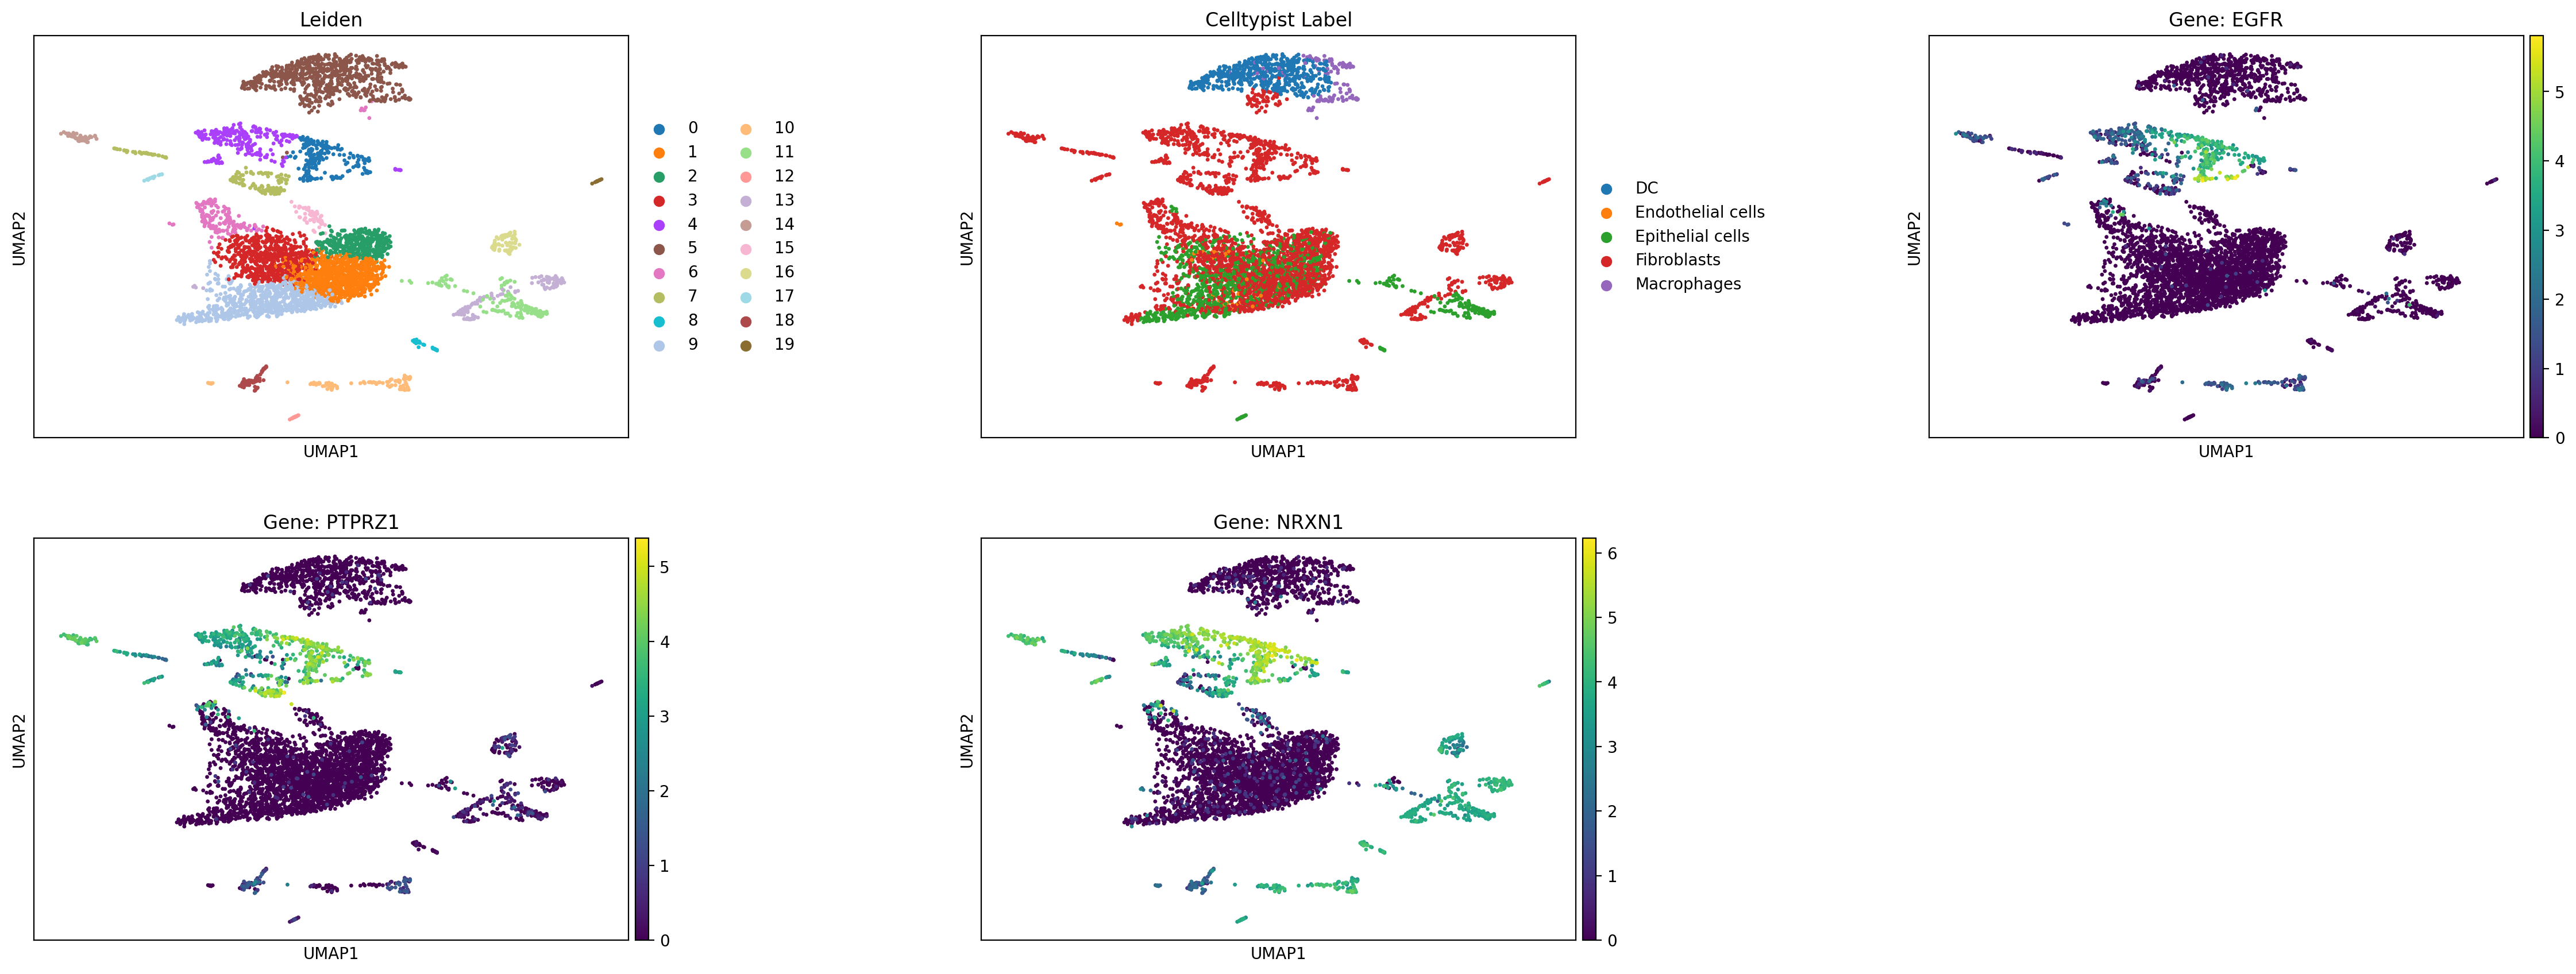 Leiden
UMAP2
UMAP1
0 10
1 11
2 12
3 13
4 14
5 15
6 16
7 17
8 18
9 19
Celltypist Label
UMAP2
UMAP1
DC
Endothelial cells
Epithelial cells
Fibroblasts
Macrophages
Gene: EGFR
UMAP2
UMAP1
5
4
3
2
1
0
Gene: PTPRZ1
UMAP2
UMAP1
5
4
3
2
1
0
Gene: NRXN1
UMAP2
UMAP1
6
5
4
3
2
1
0